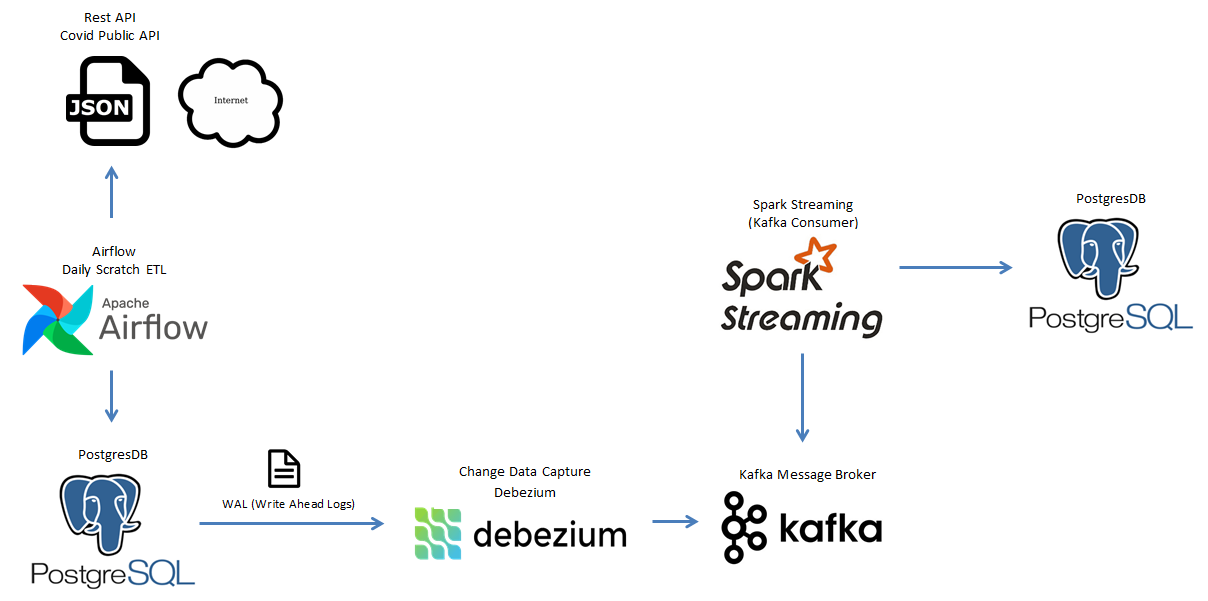 Rest API
Covid Public API
JSON
Internet
Airflow
Daily Scratch ETL
Apache
Airflow
PostgresDB
PostgreSQL
WAL (Write Ahead Logs)
Change Data Capture
Debezium
debezium
Spark Streaming
(Kafka Consumer)
Spark
Streaming
Kafka Message Broker
kafka
PostgresDB
PostgreSQL